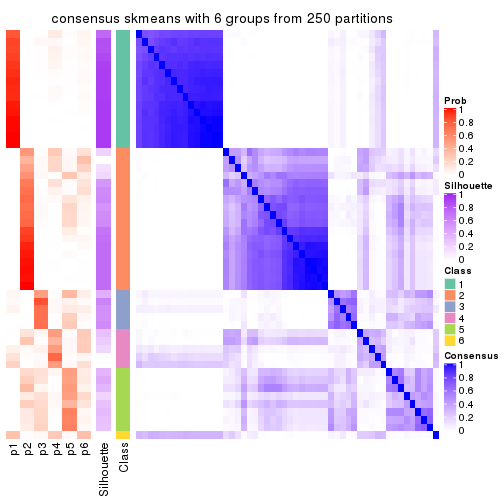 consensus skmeans with 6 groups from 250 partitions
Prob
1
0.8
0.6
0.4
0.2
0
Silhouette
1
0.8
0.6
0.4
0.2
0
Class
1
2
3
4
5
6
Consensus
1
0.8
0.6
0.4
0.2
0
p1
p2
p3
p4
p5
p6
Silhouette
Class